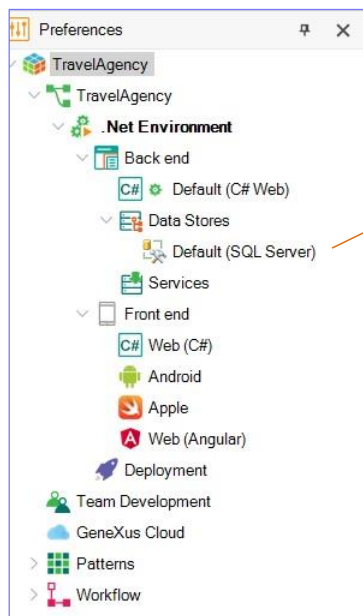 Preferences
TravelAgency
TravelAgency
.Net Environment
Back end
C# Default (C# Web)
Data Stores
Default (SQL Server)
Services
Front end
C# Web (C#)
Android
Apple
Web (Angular)
Deployment
Team Development
GeneXus Cloud
Patterns
Workflow